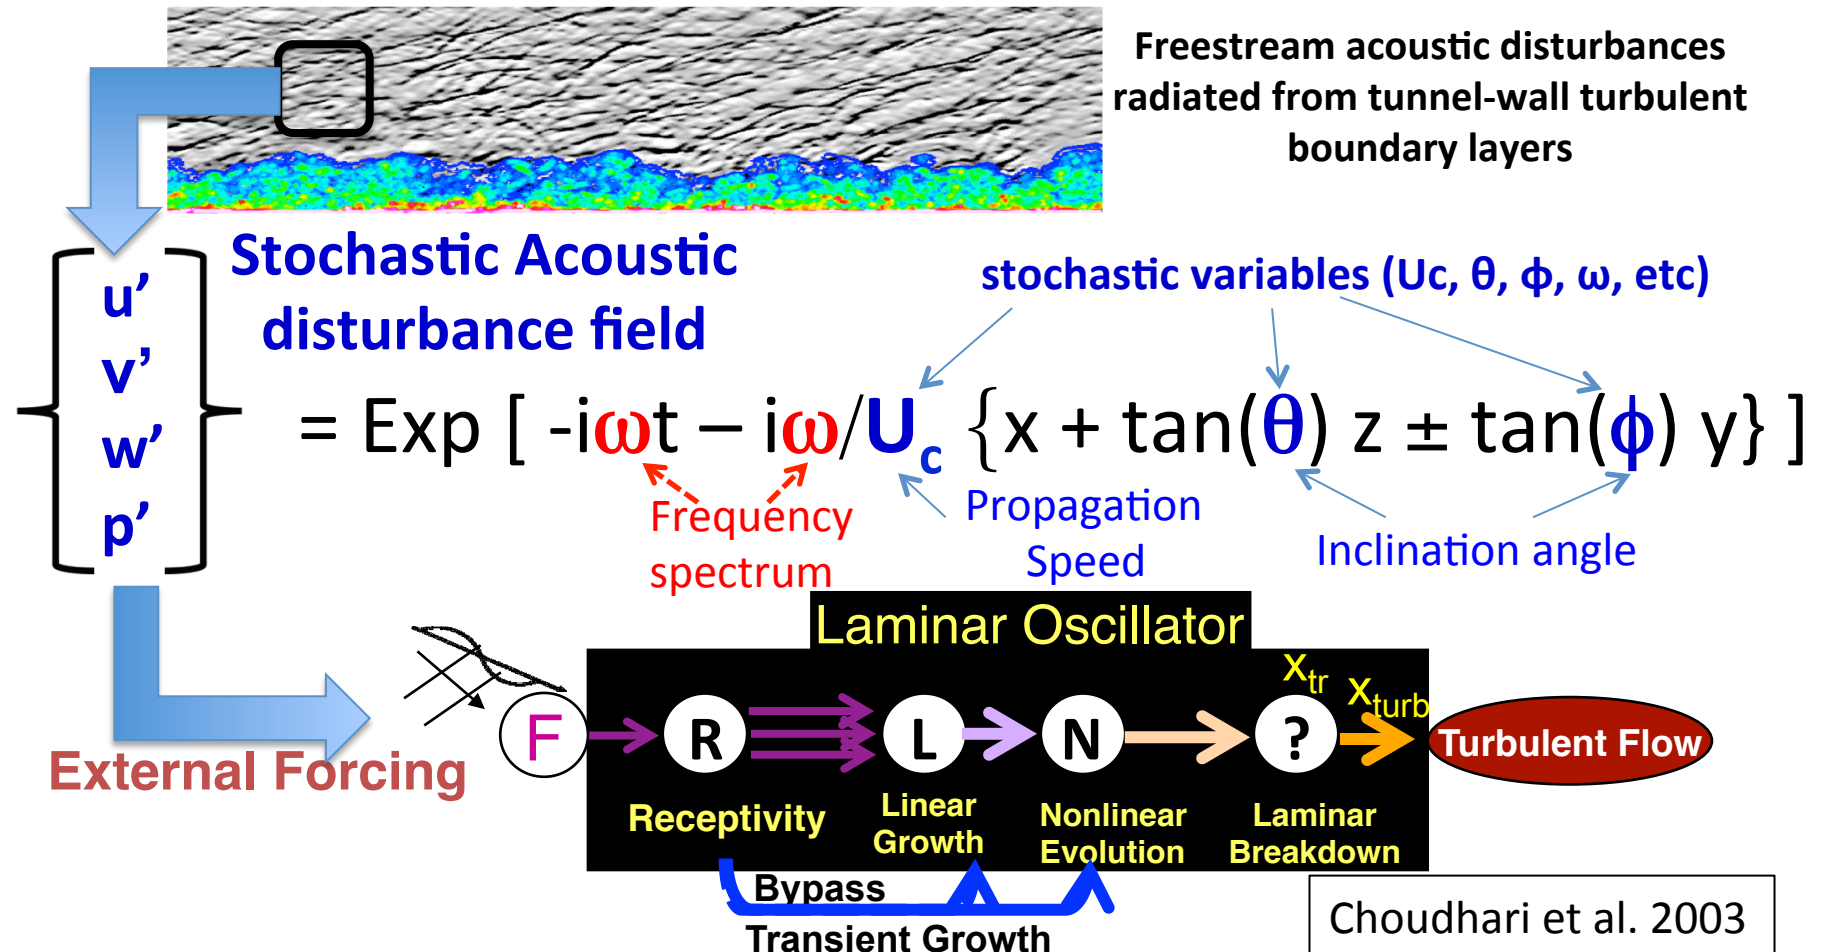 Freestream acoustic disturbances
radiated from tunnel-wall turbulent
boundary layers
Stochastic Acoustic
disturbance field
stochastic variables (Uc, θ, ϕ, ω, etc)
u′
v’
w′
p′
= Exp [ -iωt – iω/Uc {x + tan(θ) z ± tan(ϕ) y} ]
Frequency
spectrum
Propagation
Speed
Inclination angle
Laminar Oscillator
External Forcing
F
R
L
N
?
xtr
xturb
Turbulent Flow
Receptivity
Linear
Growth
Nonlinear
Evolution
Laminar
Breakdown
Bypass
Transient Growth
Choudhari et al. 2003